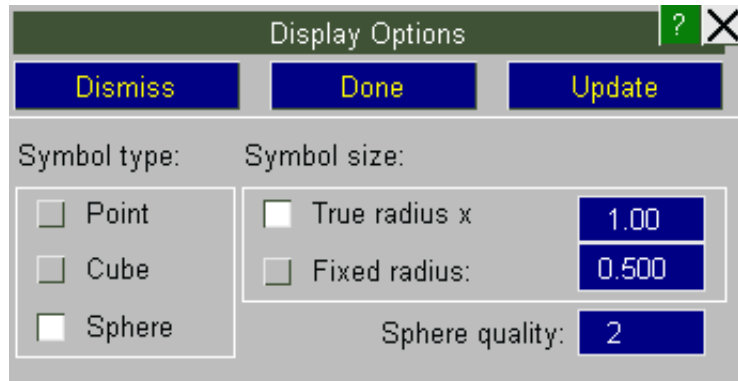 Display Options ? X
Dismiss Done Update
Symbol type: Symbol size:
Point True radius x 1.00
Cube Fixed radius: 0.500
Sphere Sphere quality: 2